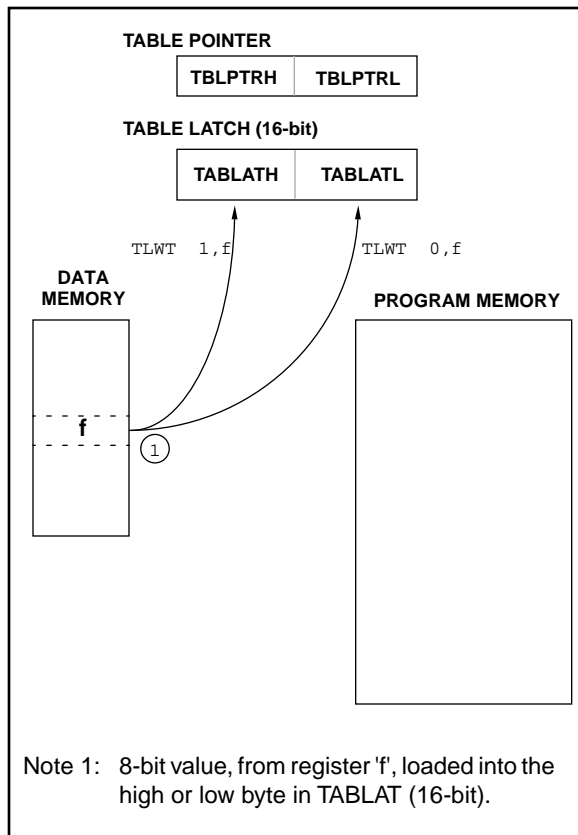 TABLE POINTER
TBLPTRH TBLPTRL
TABLE LATCH (16-bit)
TABLATH TABLATL
TLWT 1,f TLWT 0,f
DATA
MEMORY
PROGRAM MEMORY
f
1
Note 1: 8-bit value, from register 'f', loaded into the
high or low byte in TABLAT (16-bit).